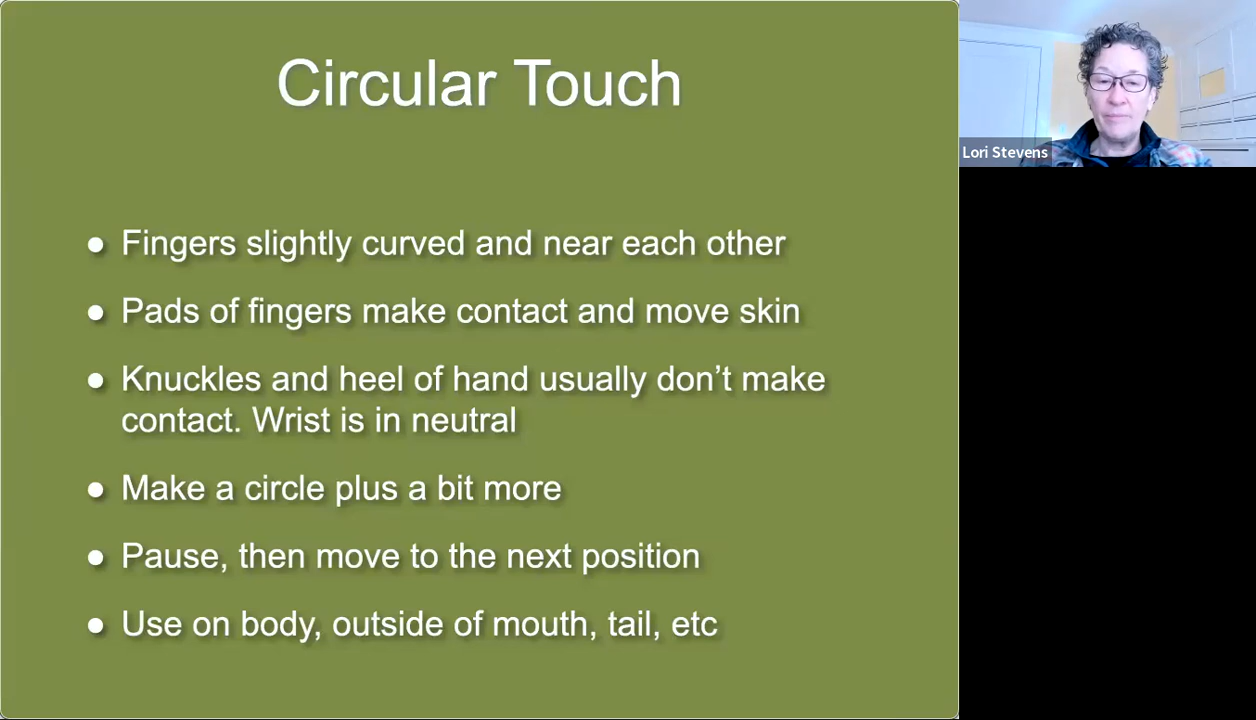 Circular Touch
Lori Stevens
● Fingers slightly curved and near each other
● Pads of fingers make contact and move skin
● Knuckles and heel of hand usually don’t make
contact. Wrist is in neutral
● Make a circle plus a bit more
● Pause, then move to the next position
● Use on body, outside of mouth, tail, etc